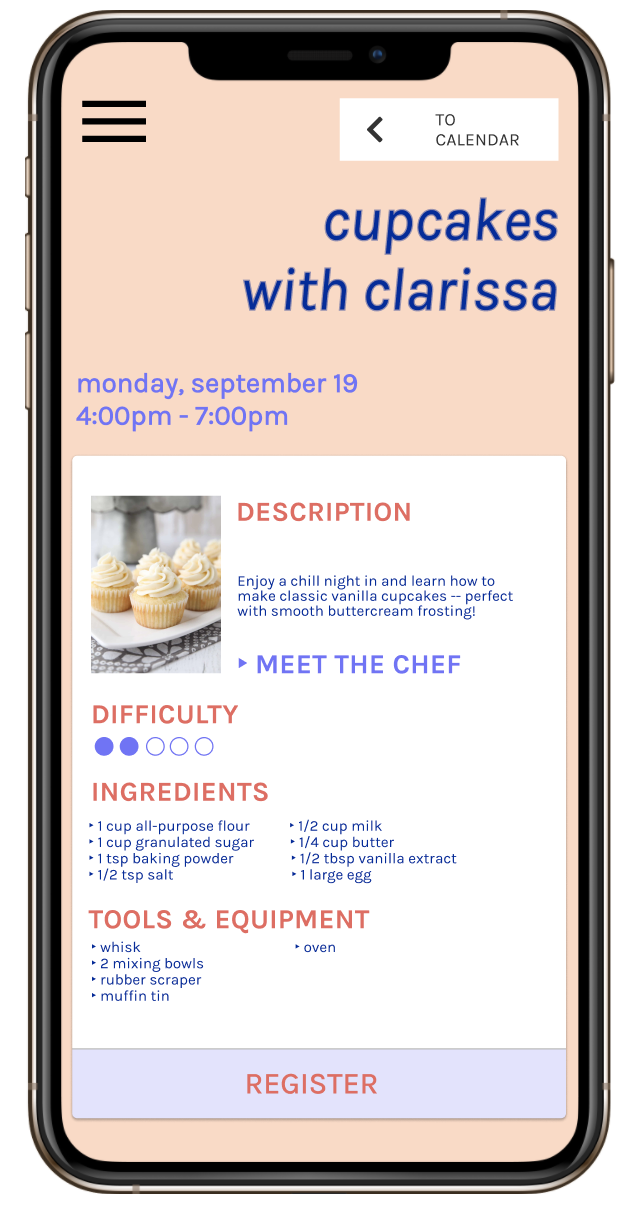 TO
CALENDAR
cupcakes
with clarissa
monday, september 19
4:00pm - 7:00pm
DESCRIPTION
Enjoy a chill night in and learn how to
make classic vanilla cupcakes -- perfect
with smooth buttercream frosting!
‣ MEET THE CHEF
DIFFICULTY
INGREDIENTS
‣ 1 cup all-purpose flour
‣ 1 cup granulated sugar
‣ 1 tsp baking powder
‣ 1/2 tsp salt
‣ 1/2 cup milk
‣ 1/4 cup butter
‣ 1/2 tbsp vanilla extract
‣ 1 large egg
TOOLS & EQUIPMENT
‣ whisk
‣ 2 mixing bowls
‣ rubber scraper
‣ muffin tin
‣ oven
REGISTER